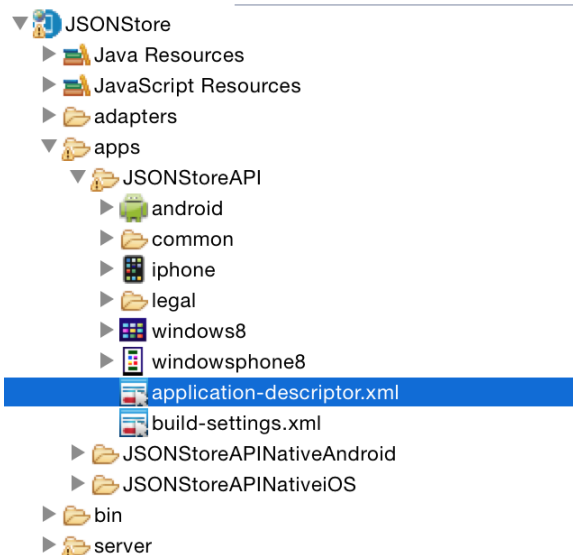 JSONStore
Java Resources
JavaScript Resources
adapters
apps
JSONStoreAPI
android
common
iphone
legal
windows8
windowsphone8
application-descriptor.xml
build-settings.xml
JSONStoreAPINativeAndroid
JSONStoreAPINativeiOS
bin
server